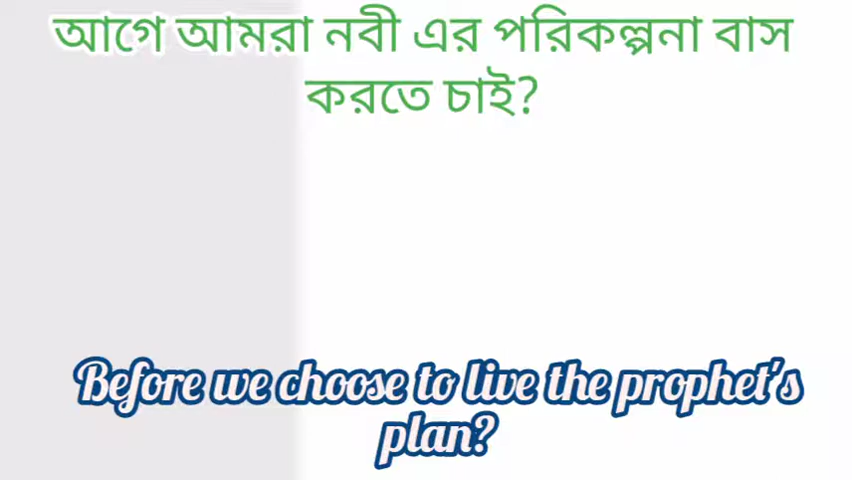 আগে আমরা নবী এর পরিকল্পনা বাস
করতে চাই?
Before we choose to live the prophet's
plan?